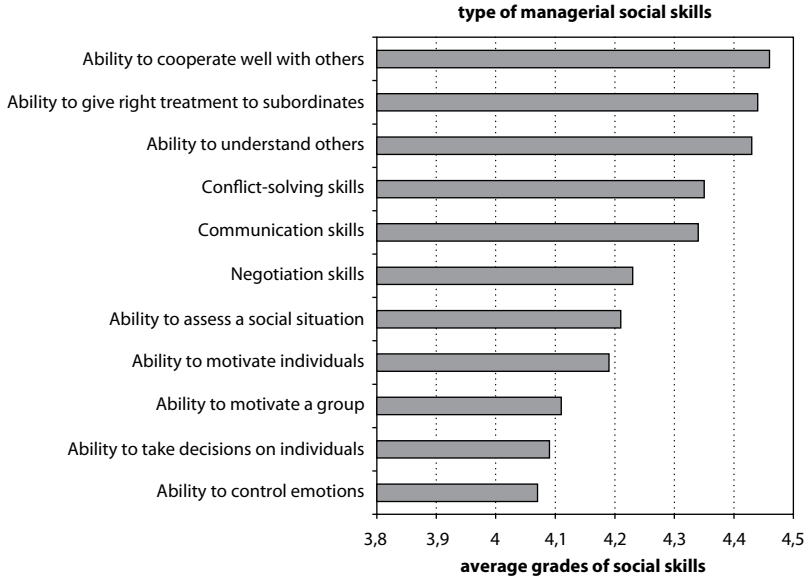 type of managerial social skills
Ability to cooperate well with others
Ability to give right treatment to subordinates
Ability to understand others
Conflict-solving skills
Communication skills
Negotiation skills
Ability to assess a social situation
Ability to motivate individuals
Ability to motivate a group
Ability to take decisions on individuals
Ability to control emotions
3,8 3,9 4 4,1 4,2 4,3 4,4 4,5
average grades of social skills